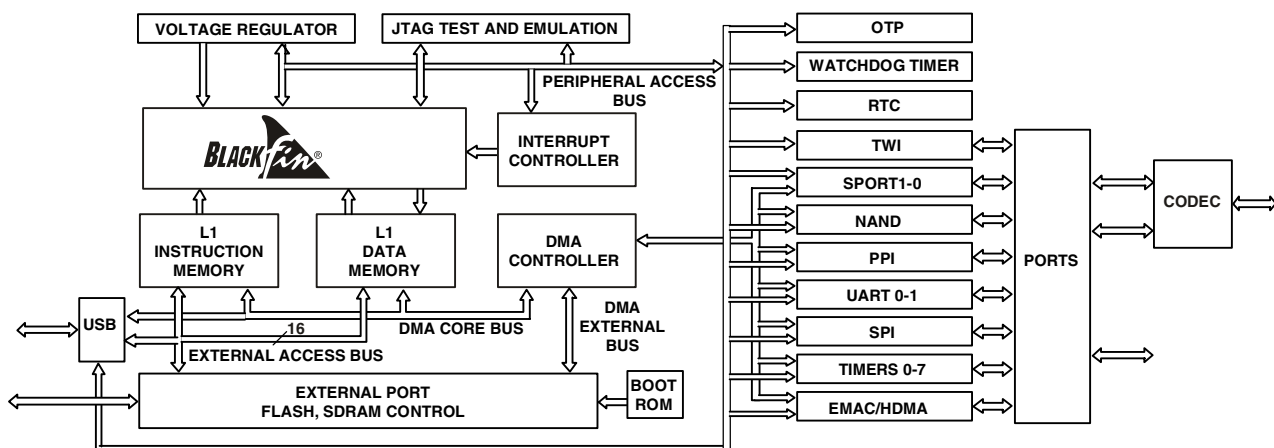 VOLTAGE REGULATOR
JTAG TEST AND EMULATION
PERIPHERAL ACCESS
BUS
BLACKfin®
INTERRUPT
CONTROLLER
L1
INSTRUCTION
MEMORY
L1
DATA
MEMORY
DMA
CONTROLLER
USB
16
DMA CORE BUS
EXTERNAL ACCESS BUS
DMA
EXTERNAL
BUS
EXTERNAL PORT
FLASH, SDRAM CONTROL
BOOT
ROM
OTP
WATCHDOG TIMER
RTC
TWI
SPORT1-0
NAND
PPI
UART 0-1
SPI
TIMERS 0-7
EMAC/HDMA
PORTS
CODEC